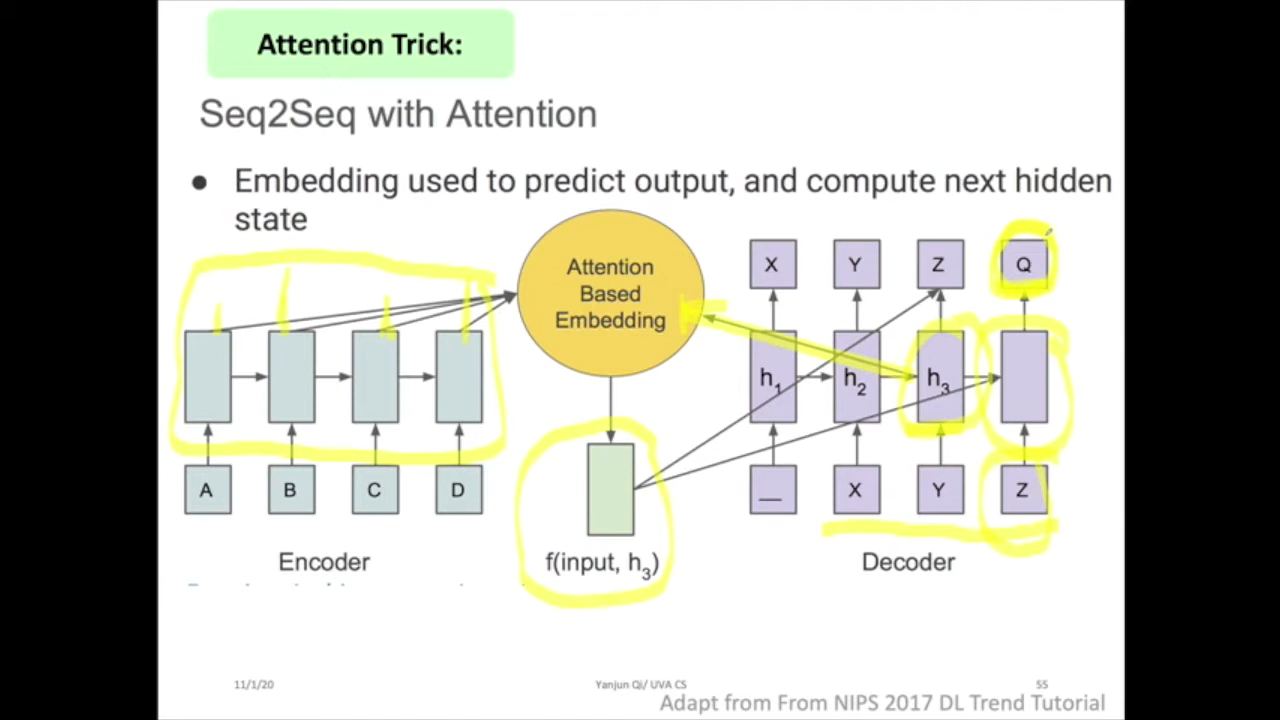 Attention Trick:
Seq2Seq with Attention
● Embedding used to predict output, and compute next hidden
state
Attention
Based
Embedding
X Y Z Q
h1 h2 h3
A B C D
__ X Y Z
Encoder
f(input, h3)
Decoder
11/1/20
Yanjun Qi/ UVA CS
55
Adapt from From NIPS 2017 DL Trend Tutorial